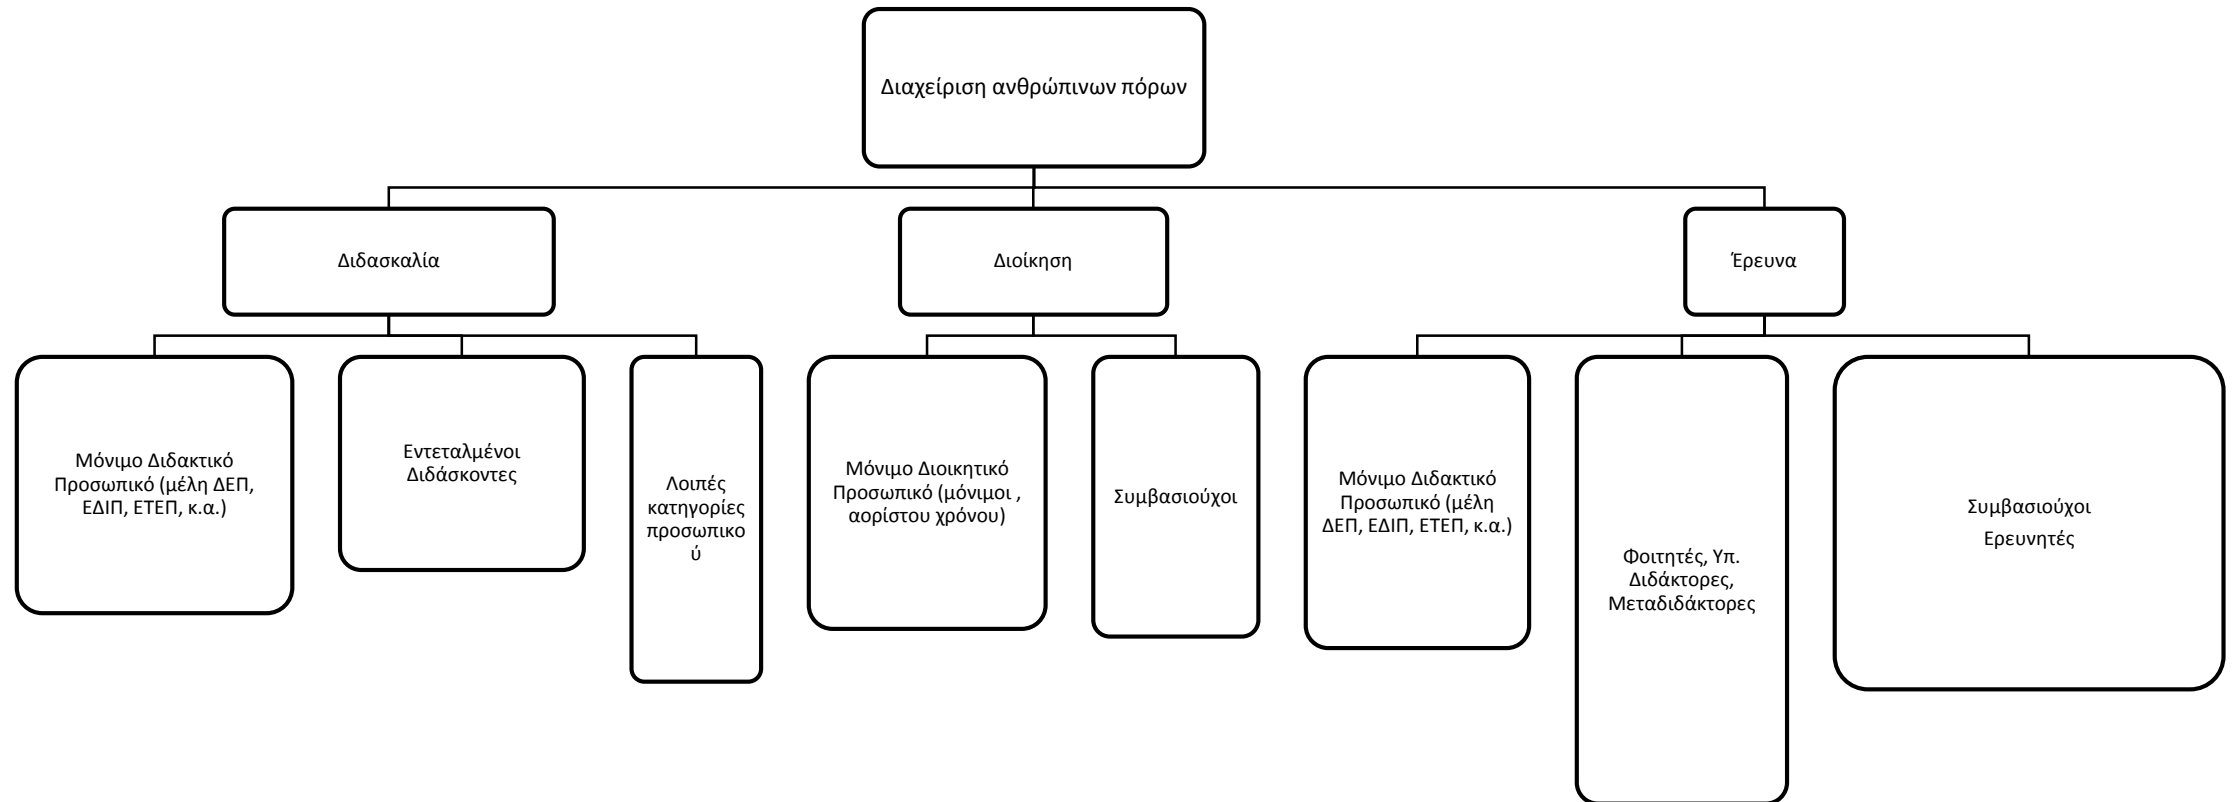 Διαχείριση ανθρώπινων πόρων
Διδασκαλία
Διοίκηση
Έρευνα
Μόνιμο Διδακτικό
Προσωπικό (μέλη ΔΕΠ,
ΕΔΙΠ, ΕΤΕΠ, κ.α.)
Εντεταλμένοι
Διδάσκοντες
Λοιπές
κατηγορίες
προσωπικο
ύ
Μόνιμο Διοικητικό
Προσωπικό (μόνιμοι ,
αορίστου χρόνου)
Συμβασιούχοι
Μόνιμο Διδακτικό
Προσωπικό (μέλη
ΔΕΠ, ΕΔΙΠ, ΕΤΕΠ, κ.α.)
Φοιτητές, Υπ.
Διδάκτορες,
Μεταδιδάκτορες
Συμβασιούχοι
Ερευνητές